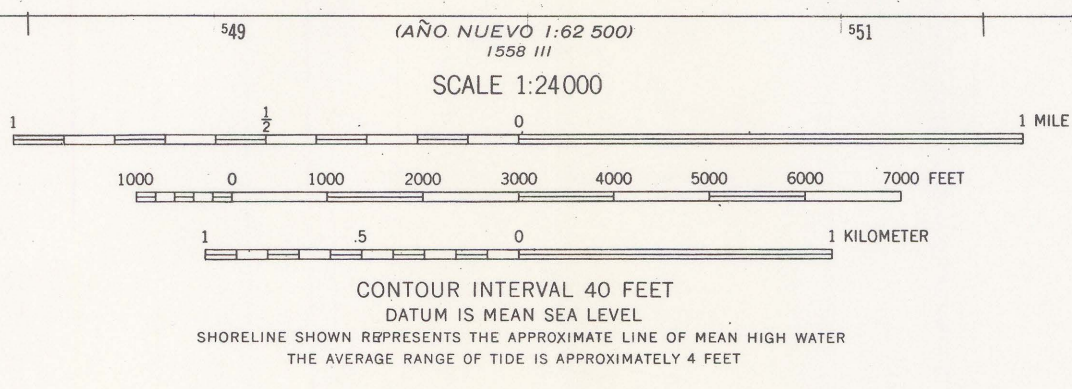 ⁵49 (AÑO NUEVO 1:62 500) ⁵51
1558 III
SCALE 1:24000
1 ½ 0 1 MILE
1000 0 1000 2000 3000 4000 5000 6000 7000 FEET
1 .5 0 1 KILOMETER
CONTOUR INTERVAL 40 FEET
DATUM IS MEAN SEA LEVEL
SHORELINE SHOWN REPRESENTS THE APPROXIMATE LINE OF MEAN HIGH WATER
THE AVERAGE RANGE OF TIDE IS APPROXIMATELY 4 FEET